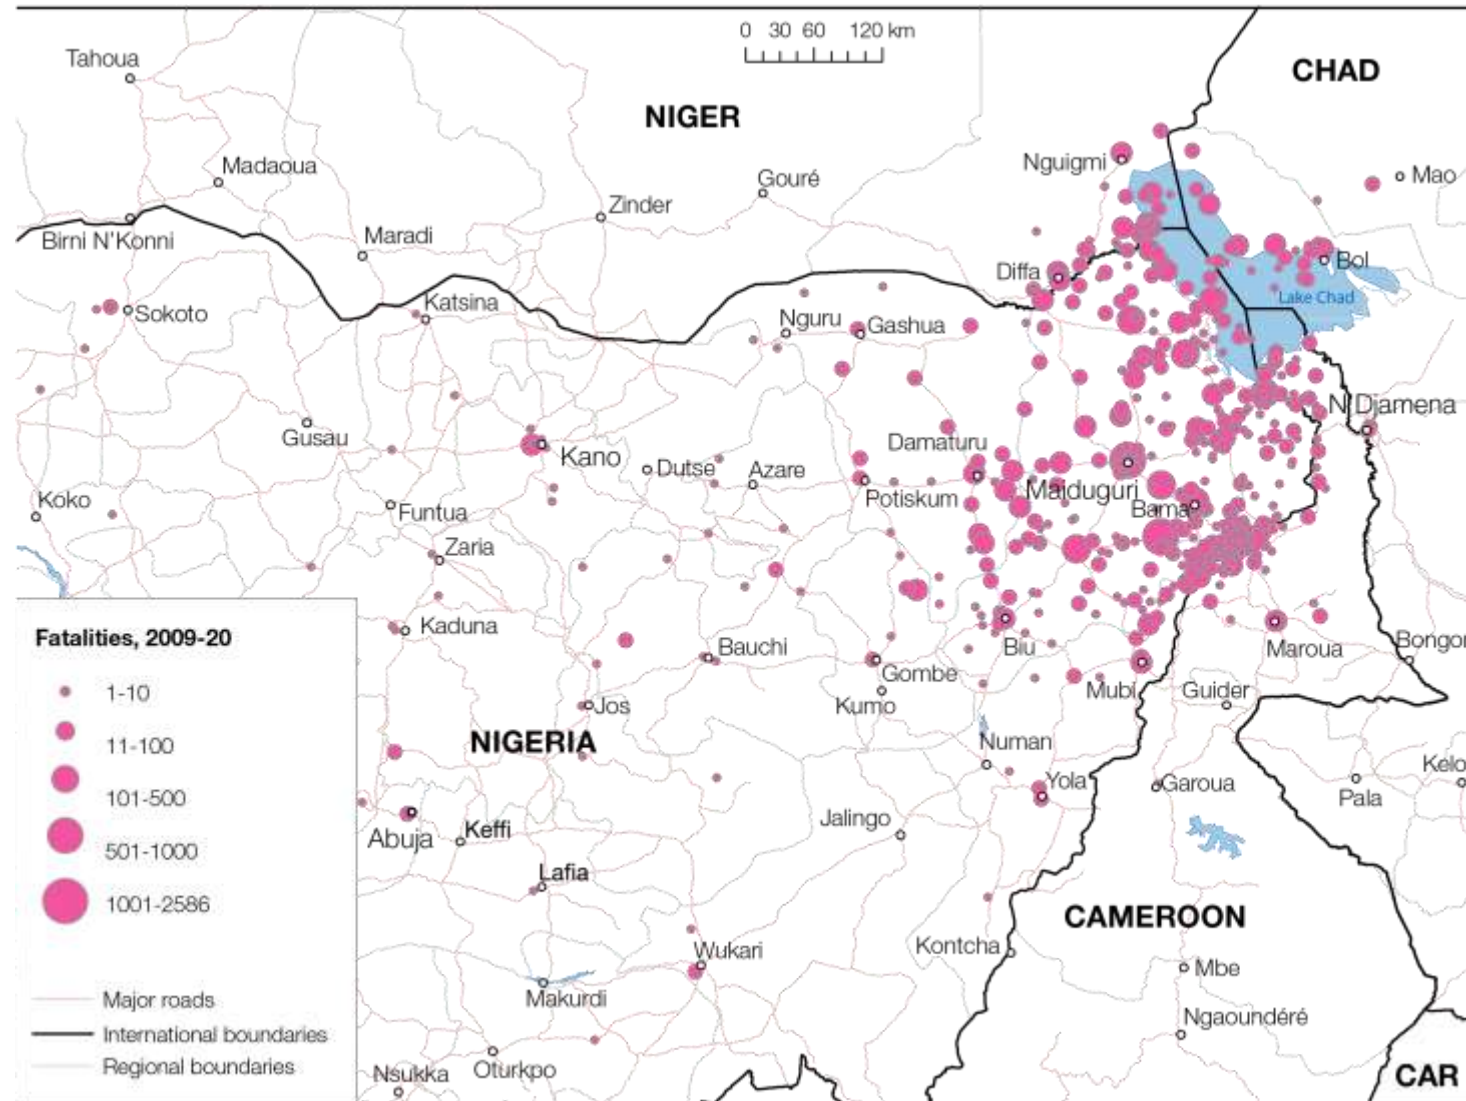 0 30 60 120 km
Tahoua
CHAD
NIGER
Nguigmi
Madaoua
Gouré
Mao
Zinder
Birni N'Konni
Maradi
Bol
Diffa
Lake Chad
Katsina
Sokoto
Nguru
Gashua
N'Djamena
Gusau
Damaturu
Kano
Dutse
Azare
Potiskum
Maiduguri
Koko
Funtua
Bama
Zaria
Fatalities, 2009-20
Kaduna
Bauchi
Biu
Maroua
Bongor
Gombe
1-10
Mubi
Guider
Kumo
Jos
11-100
NIGERIA
Numan
Kelo
101-500
Yola
Garoua
Pala
Jalingo
Abuja
Keffi
501-1000
Lafia
1001-2586
CAMEROON
Kontcha
Wukari
Mbe
Makurdi
Major roads
Ngaoundéré
International boundaries
Regional boundaries
Nsukka
Oturkpo
CAR